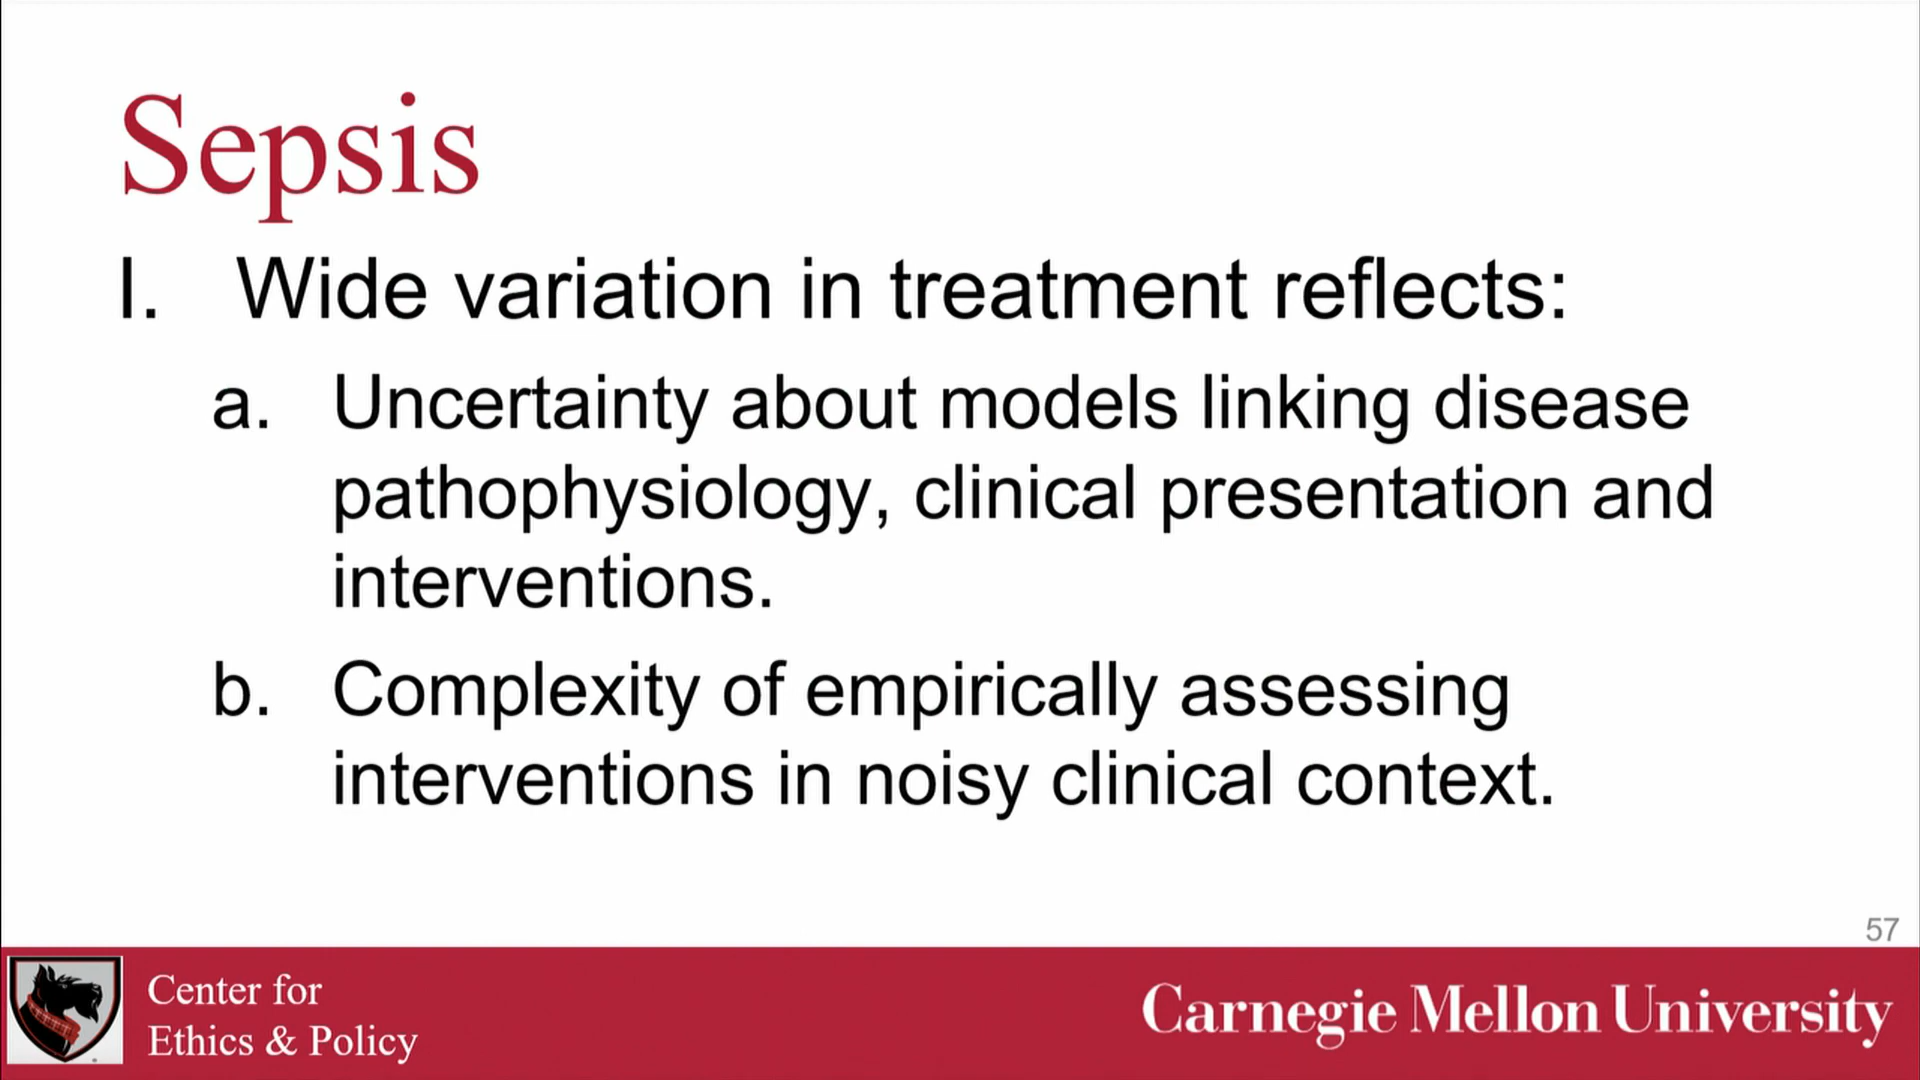 Sepsis
I. Wide variation in treatment reflects:
a. Uncertainty about models linking disease
pathophysiology, clinical presentation and
interventions.
b. Complexity of empirically assessing
interventions in noisy clinical context.
57
Center for
Ethics & Policy
Carnegie Mellon University